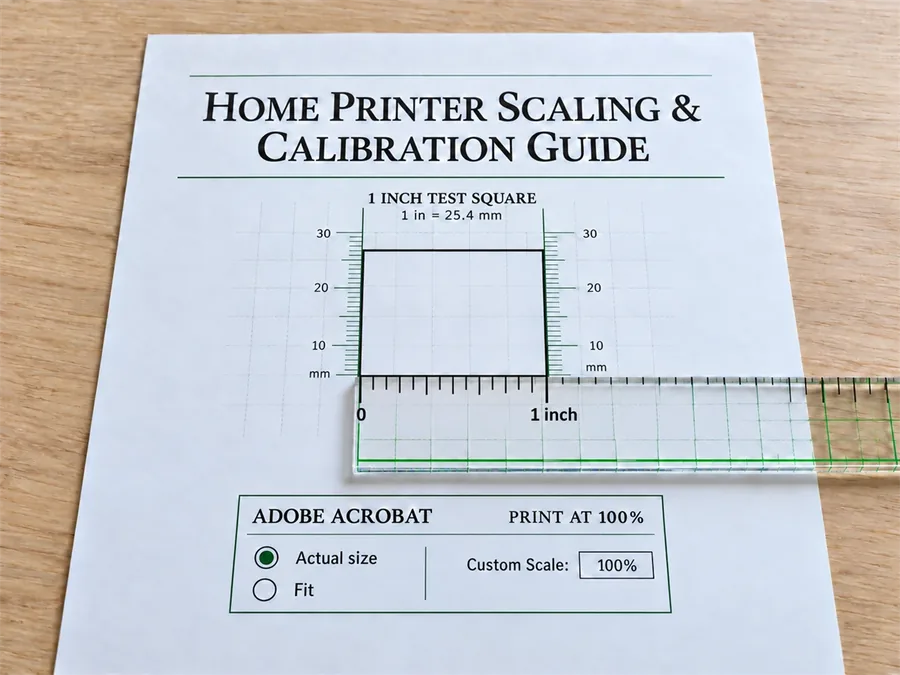 HOME PRINTER SCALING &
CALIBRATION GUIDE
1 INCH TEST SQUARE
1 in = 25.4 mm
30 30
20 20
10 10
mm mm
0 1 inch
ADOBE ACROBAT PRINT AT 100%
Actual size Custom Scale: 100%
Fit